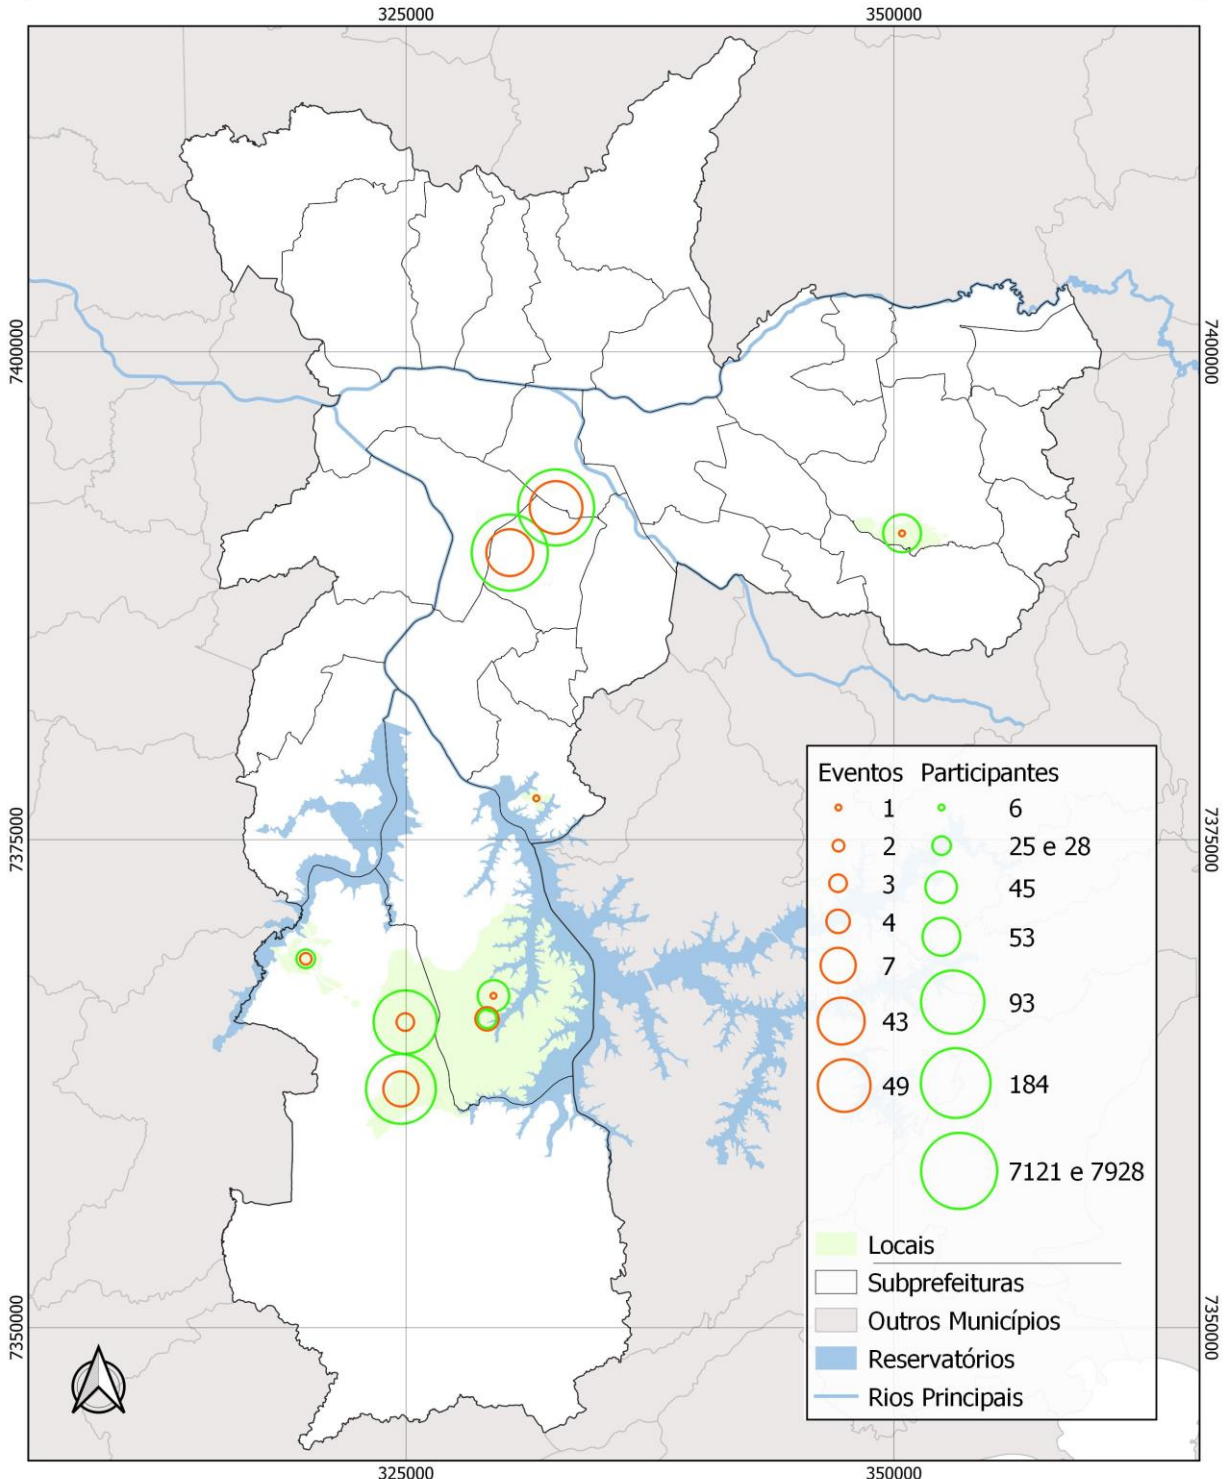 325000 350000
7400000 7400000
7375000 7375000
7350000 7350000
Eventos Participantes
1 6
2 25 e 28
3 45
4 53
7 93
43 184
49 7121 e 7928
Locais
Subprefeituras
Outros Municípios
Reservatórios
Rios Principais
325000 350000